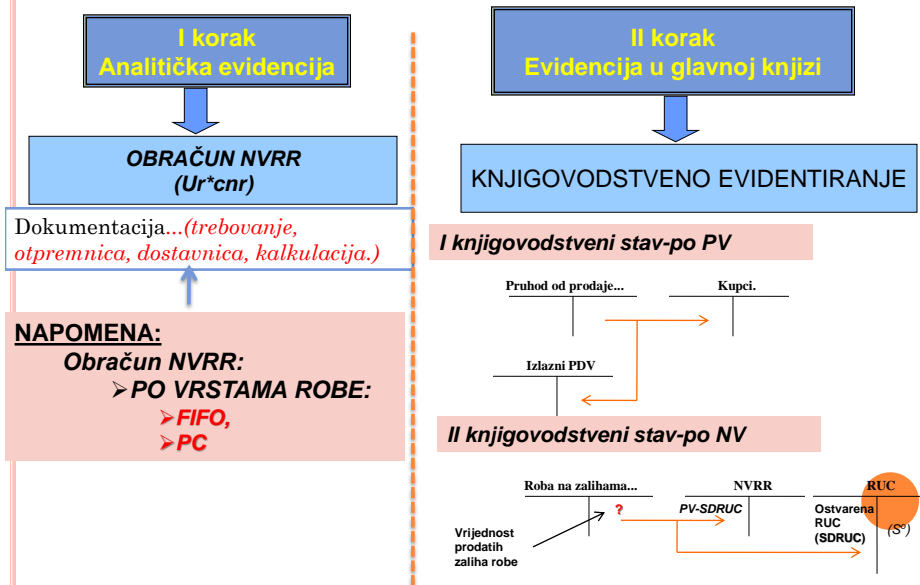 I korak
Analitička evidencija
OBRAČUN NVRR
(Ur*cnr)
Dokumentacija...(trebovanje,
otpremnica, dostavnica, kalkulacija.)
NAPOMENA:
Obračun NVRR:
➢PO VRSTAMA ROBE:
➢FIFO,
➢PC
II korak
Evidencija u glavnoj knjizi
KNJIGOVODSTVENO EVIDENTIRANJE
I knjigovodstveni stav-po PV
Pruhod od prodaje...
Kupci.
Izlazni PDV
II knjigovodstveni stav-po NV
Roba na zalihama...
NVRR
RUC
?
PV-SDRUC
Ostvarena
RUC
(SDRUC)
(Sº)
Vrijednost
prodatih
zaliha robe